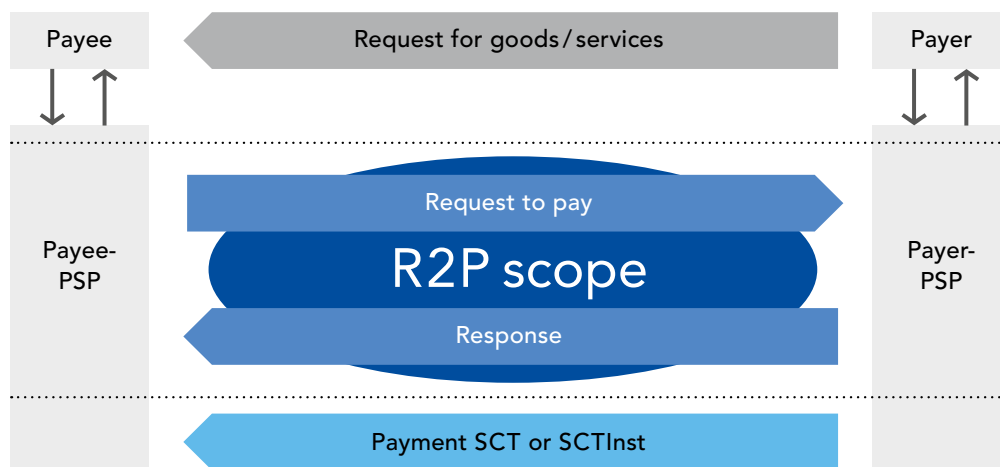 Payee
Request for goods/services
Payer
Request to pay
Payee-
PSP
R2P scope
Payer-
PSP
Response
Payment SCT or SCTInst